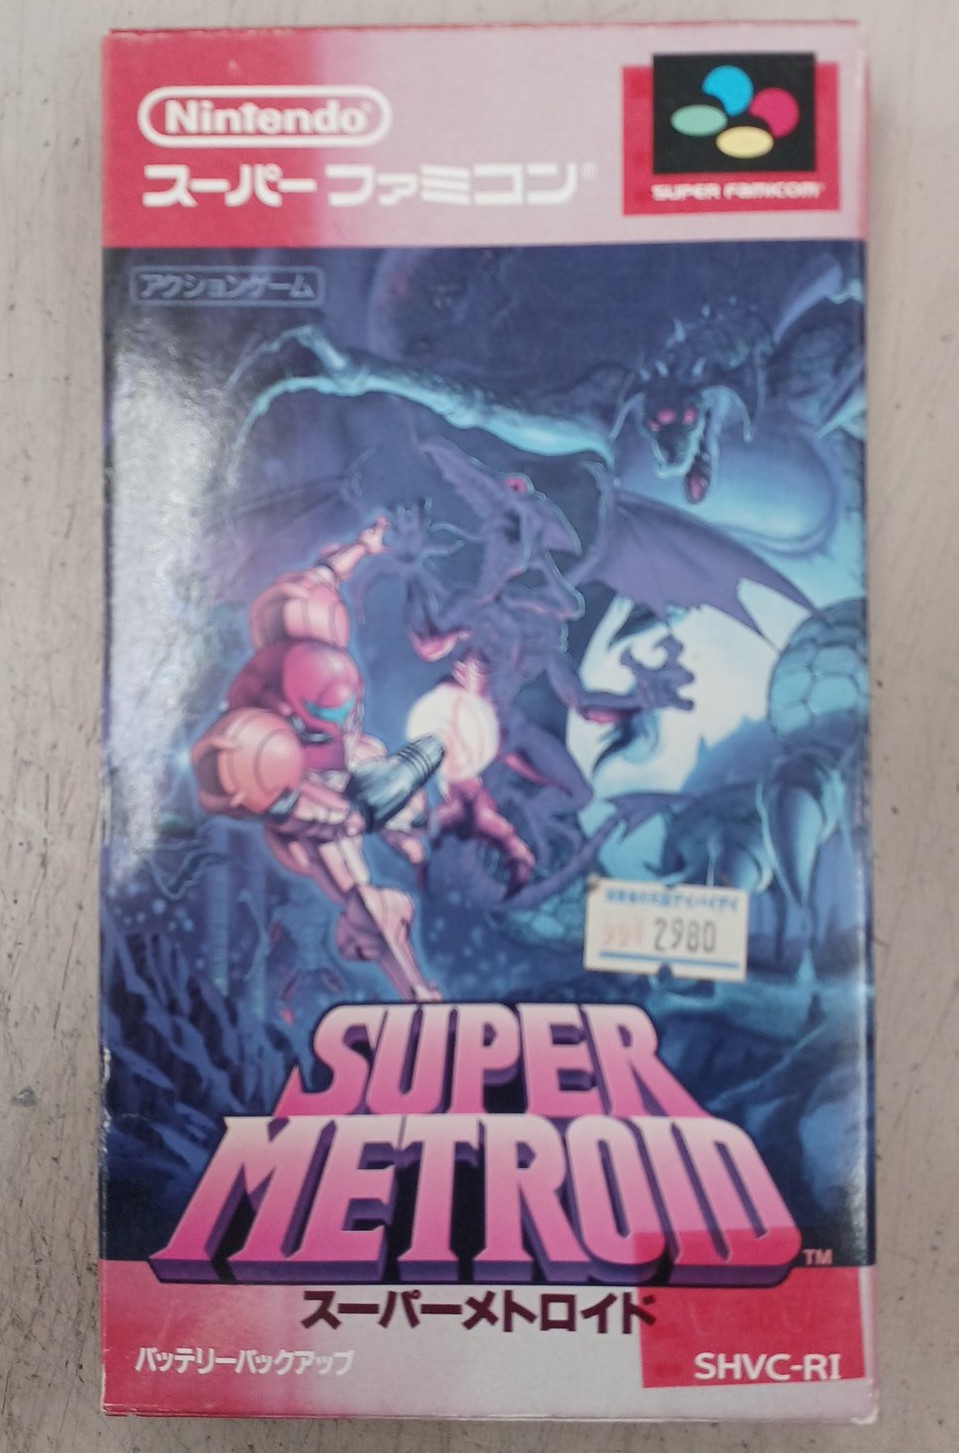 Nintendo®
スーパーファミコン®
SUPER FAMICOM
アクションゲーム
2980
SUPER
METROID™
スーパーメトロイド
バッテリーバックアップ
SHVC-RI